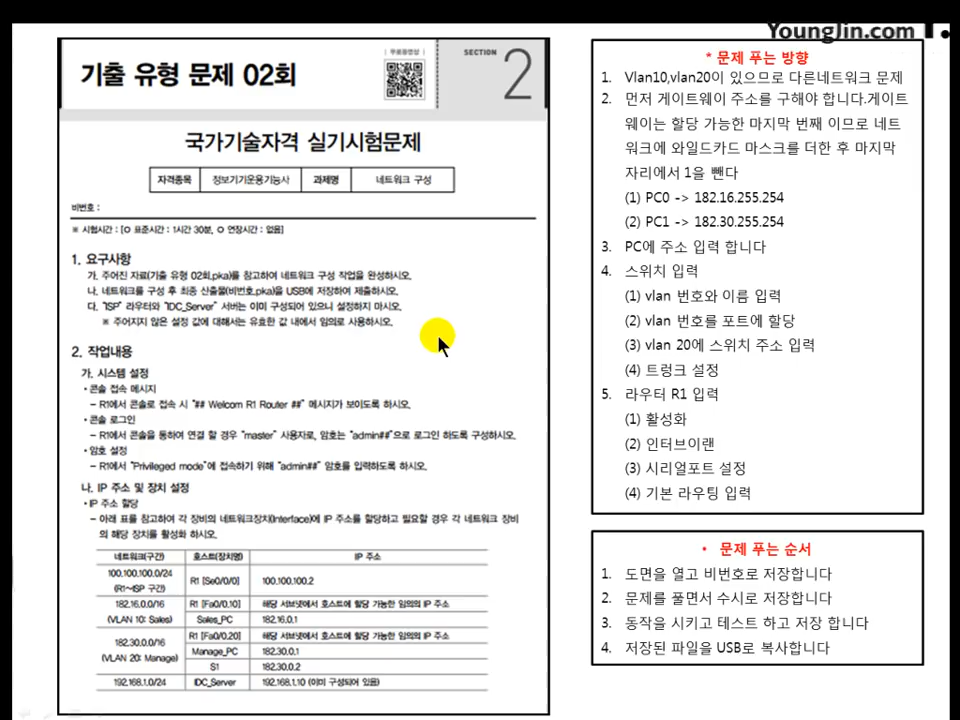 YoungJin.com
기출 유형 문제 02회
무료동영상
SECTION 2
국가기술자격 실기시험문제
자격종목 정보기기운용기능사 과제명 네트워크 구성
비번호 :
※ 시험시간 : [○ 표준시간 : 1시간 30분, ○ 연장시간 : 없음]
1. 요구사항
가. 주어진 자료(기출 유형 02회.pka)를 참고하여 네트워크 구성 작업을 완성하시오.
나. 네트워크를 구성 후 최종 산출물(비번호.pka)을 USB에 저장하여 제출하시오.
다. "ISP" 라우터와 "IDC_Server" 서버는 이미 구성되어 있으니 설정하지 마시오.
※ 주어지지 않은 설정 값에 대해서는 유효한 값 내에서 임의로 사용하시오.
2. 작업내용
가. 시스템 설정
• 콘솔 접속 메시지
– R1에서 콘솔로 접속 시 "## Welcom R1 Router ##" 메시지가 보이도록 하시오.
• 콘솔 로그인
– R1에서 콘솔을 통하여 연결 할 경우 "master" 사용자로, 암호는 "admin##"으로 로그인 하도록 구성하시오.
• 암호 설정
– R1에서 "Privileged mode"에 접속하기 위해 "admin##" 암호를 입력하도록 하시오.
나. IP 주소 및 장치 설정
• IP 주소 할당
– 아래 표를 참고하여 각 장비의 네트워크장치(Interface)에 IP 주소를 할당하고 필요할 경우 각 네트워크 장비
의 해당 장치를 활성화 하시오.
네트워크(구간) 호스트(장치명) IP 주소
100.100.100.0/24
(R1~ISP 구간)
R1 [Se0/0/0] 100.100.100.2
182.16.0.0/16
(VLAN 10: Sales)
R1 [Fa0/0.10] 해당 서브넷에서 호스트에 할당 가능한 임의의 IP 주소
Sales_PC 182.16.0.1
182.30.0.0/16
(VLAN 20: Manage)
R1 [Fa0/0.20] 해당 서브넷에서 호스트에 할당 가능한 임의의 IP 주소
Manage_PC 182.30.0.1
S1 182.30.0.2
192.168.1.0/24 IDC_Server 192.168.1.10 (이미 구성되어 있음)
* 문제 푸는 방향
1. Vlan10,vlan20이 있으므로 다른네트워크 문제
2. 먼저 게이트웨이 주소를 구해야 합니다.게이트
웨이는 할당 가능한 마지막 번째 이므로 네트
워크에 와일드카드 마스크를 더한 후 마지막
자리에서 1을 뺀다
(1) PC0 -> 182.16.255.254
(2) PC1 -> 182.30.255.254
3. PC에 주소 입력 합니다
4. 스위치 입력
(1) vlan 번호와 이름 입력
(2) vlan 번호를 포트에 할당
(3) vlan 20에 스위치 주소 입력
(4) 트렁크 설정
5. 라우터 R1 입력
(1) 활성화
(2) 인터브이랜
(3) 시리얼포트 설정
(4) 기본 라우팅 입력
• 문제 푸는 순서
1. 도면을 열고 비번호로 저장합니다
2. 문제를 풀면서 수시로 저장합니다
3. 동작을 시키고 테스트 하고 저장 합니다
4. 저장된 파일을 USB로 복사합니다